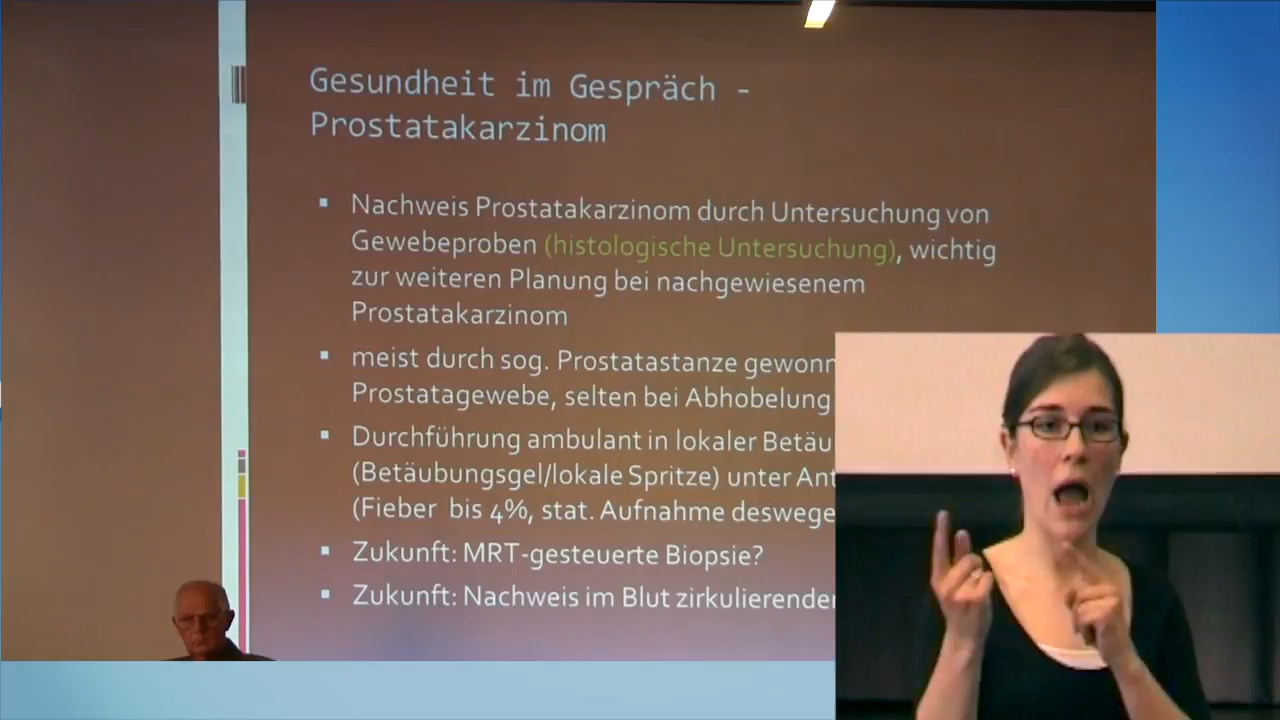 Gesundheit im Gespräch -
Prostatakarzinom
▪ Nachweis Prostatakarzinom durch Untersuchung von
Gewebeproben (histologische Untersuchung), wichtig
zur weiteren Planung bei nachgewiesenem
Prostatakarzinom
▪ meist durch sog. Prostatastanze gewonn
Prostatagewebe, selten bei Abhobelung
▪ Durchführung ambulant in lokaler Betäu
(Betäubungsgel/lokale Spritze) unter Ant
(Fieber bis 4%, stat. Aufnahme deswege
▪ Zukunft: MRT-gesteuerte Biopsie?
▪ Zukunft: Nachweis im Blut zirkulierender